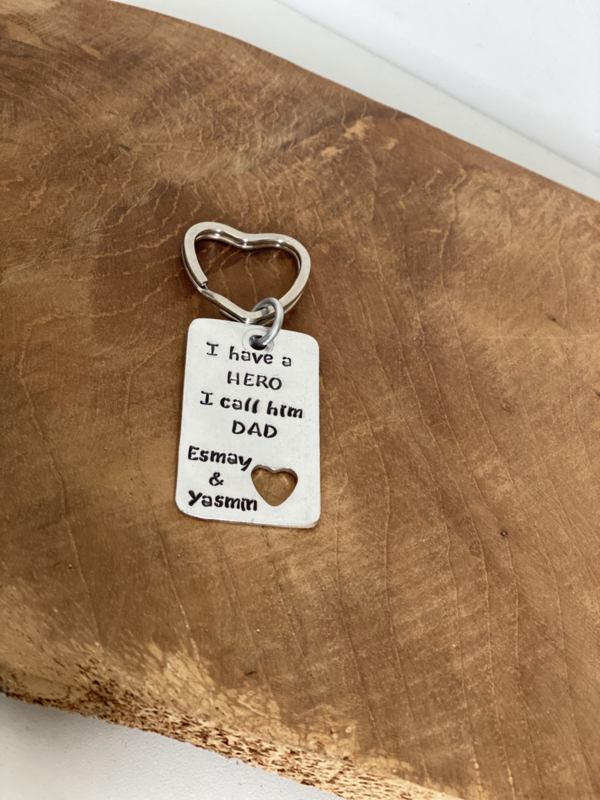 I have a
HERO
I call him
DAD
Esmay
&
Yasmin